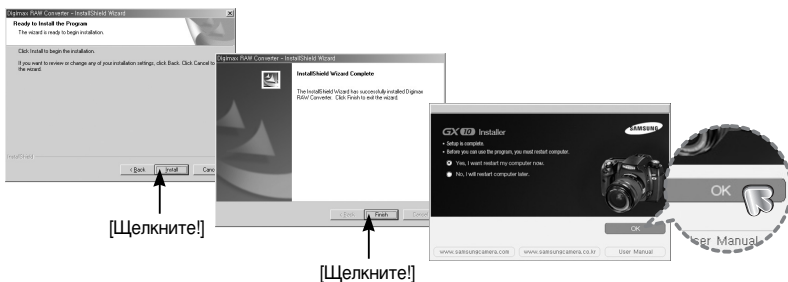 Digimax RAW Converter – InstallShield Wizard
Ready to Install the Program
The wizard is ready to begin installation.
Click Install to begin the installation.
If you want to review or change any of your installation settings, click Back. Click Cancel to
the wizard.
InstallShield
< Back
Install
Canc
[Щелкните!]
Digimax RAW Converter – InstallShield Wizard
InstallShield Wizard Complete
The InstallShield Wizard has successfully installed Digimax
RAW Converter. Click Finish to exit the wizard.
< Back
Finish
Cancel
[Щелкните!]
GX 10 Installer
SAMSUNG
• Setup is complete.
• Before you can use the program, you must restart computer.
Yes, I want restart my computer now.
No, I will restart computer later.
OK
www.samsungcamera.com
www.samsungcamera.co.kr
User Manual
OK
User Manual